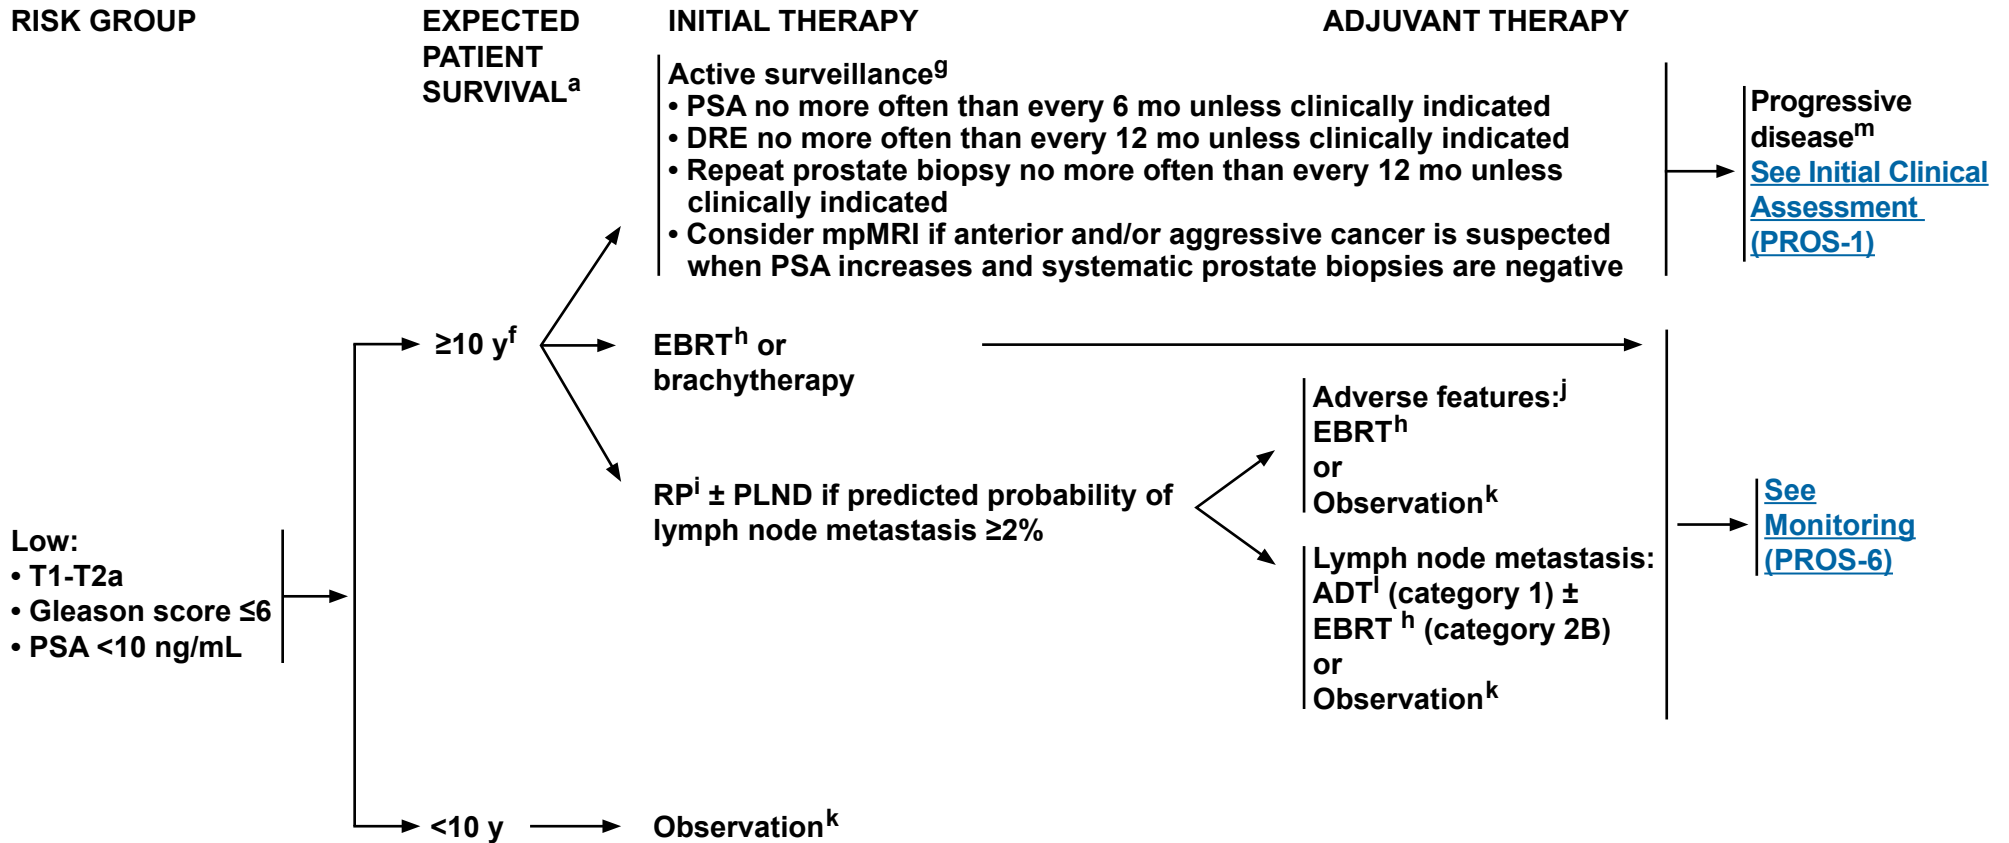 RISK GROUP
EXPECTED
PATIENT
SURVIVALᵃ
INITIAL THERAPY
ADJUVANT THERAPY
Active surveillanceᵍ
• PSA no more often than every 6 mo unless clinically indicated
• DRE no more often than every 12 mo unless clinically indicated
• Repeat prostate biopsy no more often than every 12 mo unless
clinically indicated
• Consider mpMRI if anterior and/or aggressive cancer is suspected
when PSA increases and systematic prostate biopsies are negative
Progressive
diseaseᵐ
See Initial Clinical
Assessment
(PROS-1)
≥10 yᶠ
EBRTʰ or
brachytherapy
Adverse features:ʲ
EBRTʰ
or
Observationᵏ
RPⁱ ± PLND if predicted probability of
lymph node metastasis ≥2%
Lymph node metastasis:
ADTˡ (category 1) ±
EBRT ʰ (category 2B)
or
Observationᵏ
See
Monitoring
(PROS-6)
Low:
• T1-T2a
• Gleason score ≤6
• PSA <10 ng/mL
<10 y
Observationᵏ